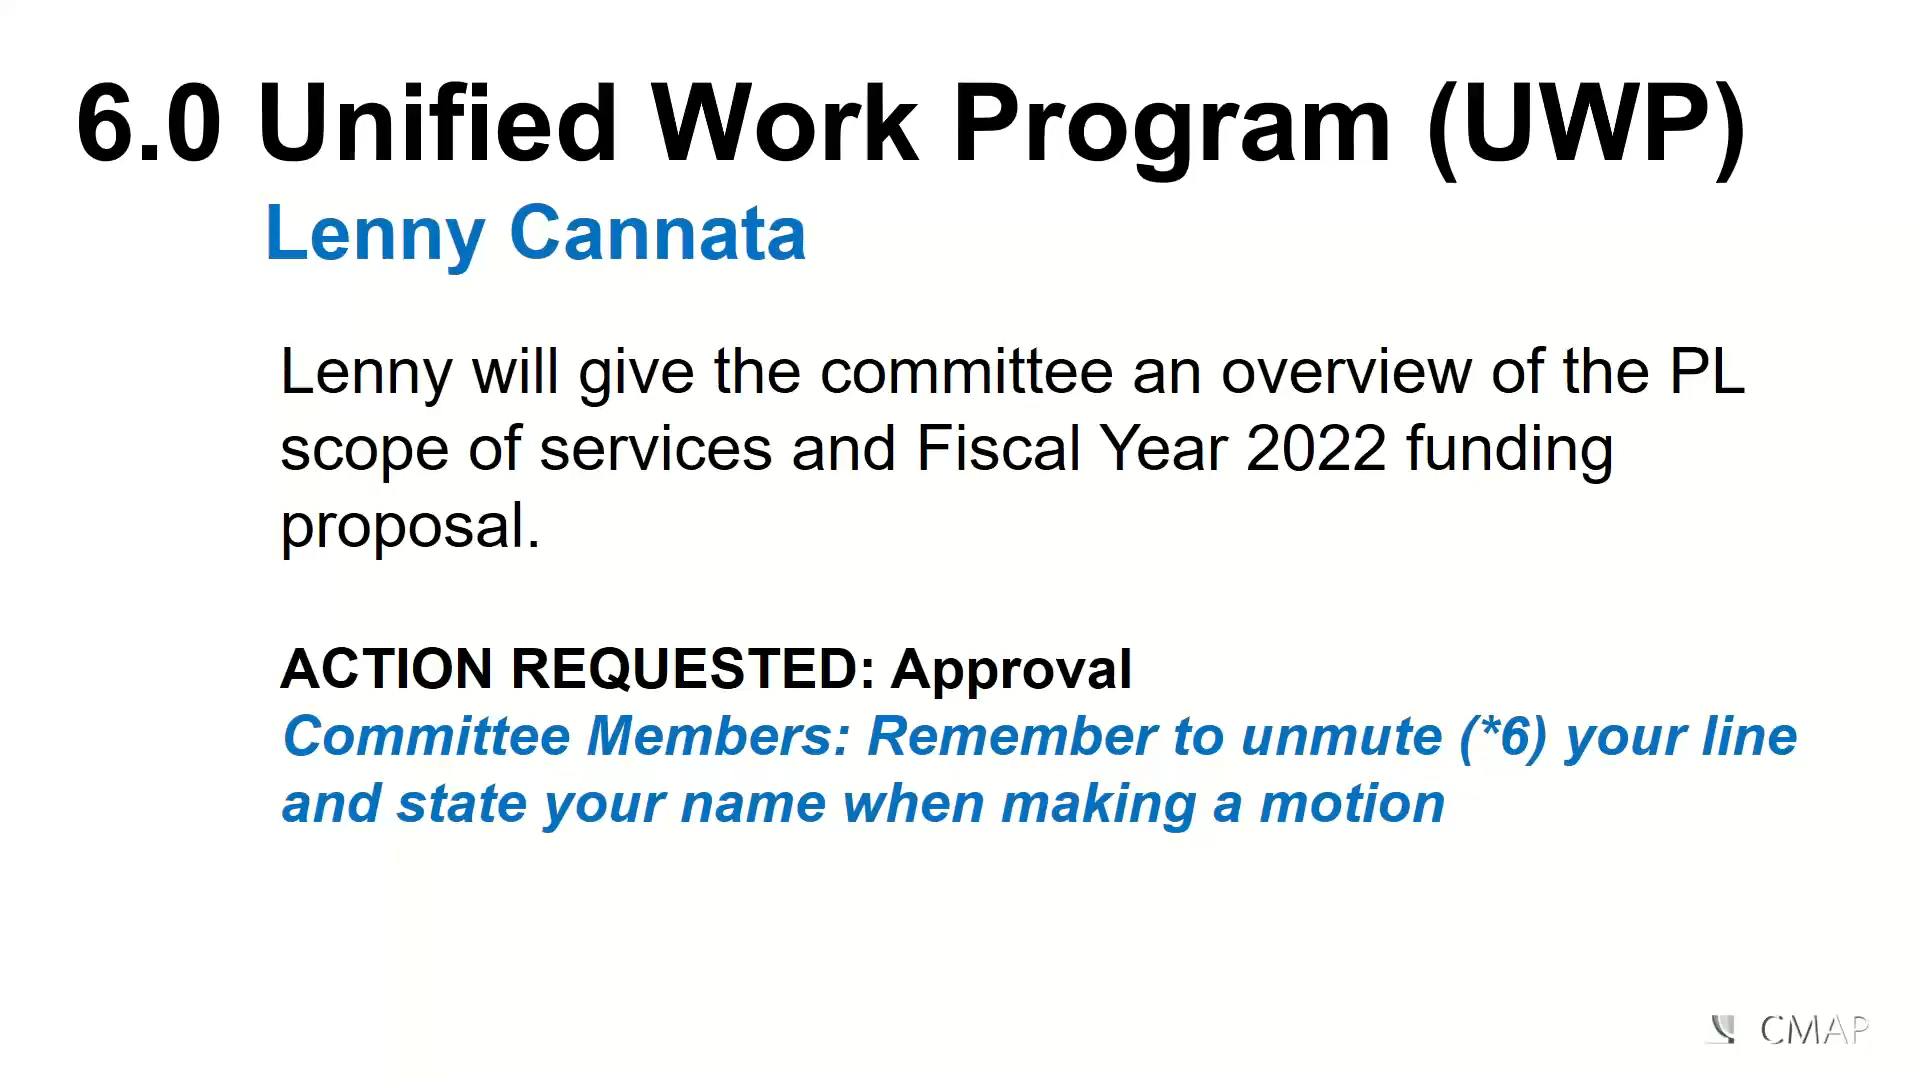 6.0 Unified Work Program (UWP)
Lenny Cannata
Lenny will give the committee an overview of the PL
scope of services and Fiscal Year 2022 funding
proposal.
ACTION REQUESTED: Approval
Committee Members: Remember to unmute (*6) your line
and state your name when making a motion
CMAP